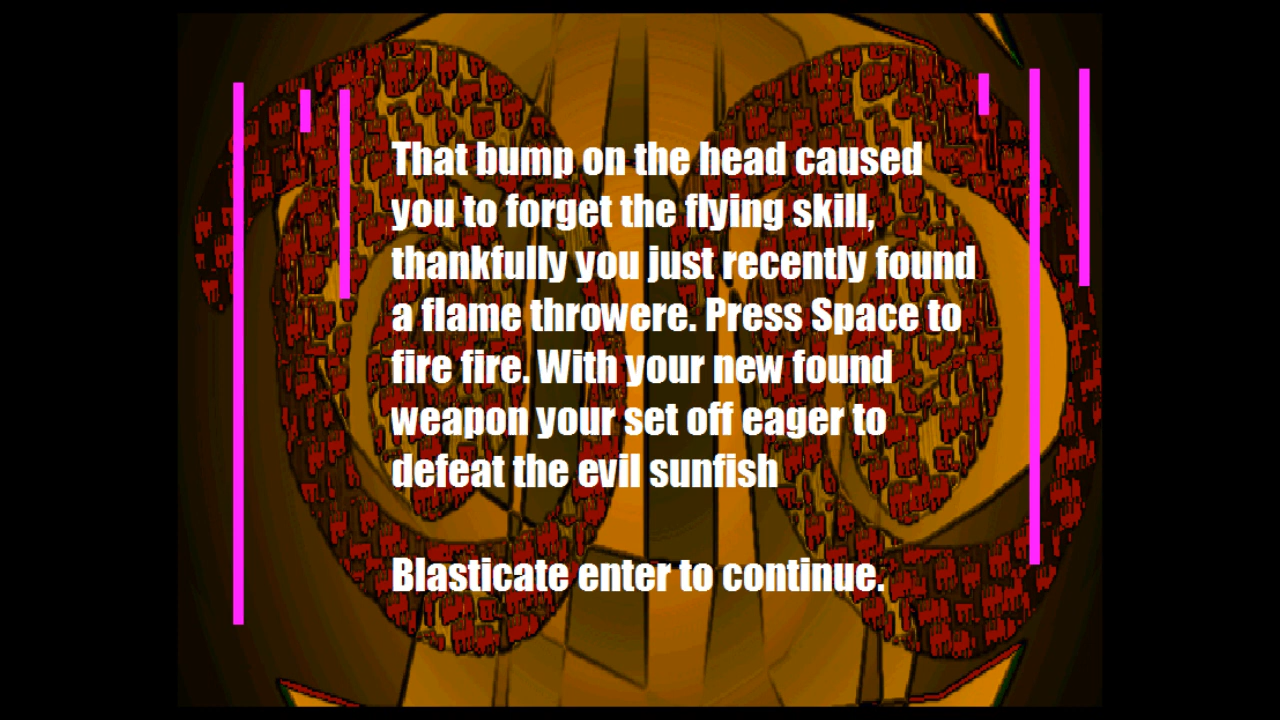 That bump on the head caused
you to forget the flying skill,
thankfully you just recently found
a flame throwere. Press Space to
fire fire. With your new found
weapon your set off eager to
defeat the evil sunfish
Blasticate enter to continue.